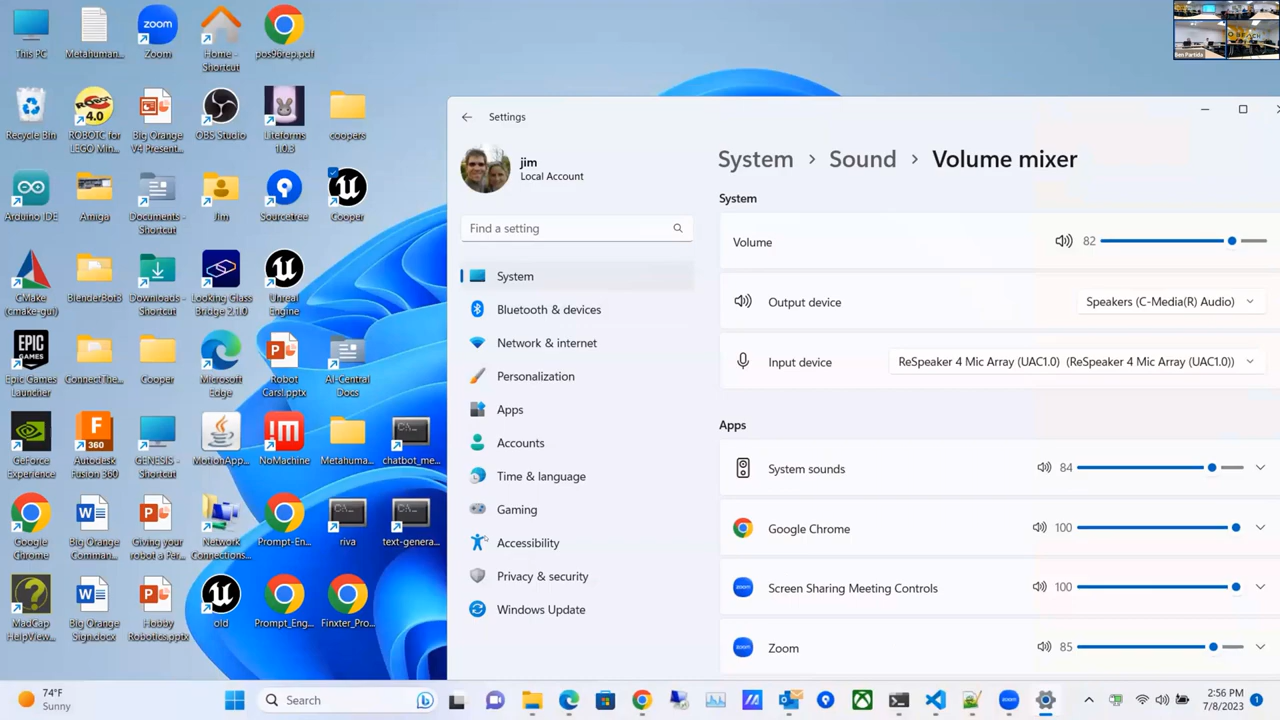 This PC
Metahuman...
Zoom
Home -
Shortcut
pos96rep.pdf
Recycle Bin
ROBOTC for
LEGO Min...
Big Orange
V4 Present...
OBS Studio
Liteforms
1.0.3
coopers
Arduino IDE
Amiga
Documents -
Shortcut
Jim
Sourcetree
Cooper
CMake
(cmake-gui)
BlenderBot3
Downloads -
Shortcut
Looking Glass
Bridge 2.1.0
Unreal
Engine
Epic Games
Launcher
ConnectThe...
Cooper
Microsoft
Edge
Robot
Cars!.pptx
AI-Central
Docs
GeForce
Experience
Autodesk
Fusion 360
GENESIS -
Shortcut
MotionApp...
NoMachine
Metahuma...
chatbot_me...
Google
Chrome
Big Orange
Comman...
Giving your
robot a Per...
Network
Connections...
Prompt-En...
riva
text-genera...
MadCap
HelpView...
Big Orange
Sign.docx
Hobby
Robotics.pptx
old
Prompt_Eng...
Finxter_Pro...
Ben Partida
Settings
jim
Local Account
Find a setting
System
Bluetooth & devices
Network & internet
Personalization
Apps
Accounts
Time & language
Gaming
Accessibility
Privacy & security
Windows Update
System > Sound > Volume mixer
System
Volume 82
Output device Speakers (C-Media(R) Audio)
Input device ReSpeaker 4 Mic Array (UAC1.0) (ReSpeaker 4 Mic Array (UAC1.0))
Apps
System sounds 84
Google Chrome 100
Screen Sharing Meeting Controls 100
Zoom 85
74°F
Sunny
Search
2:56 PM
7/8/2023